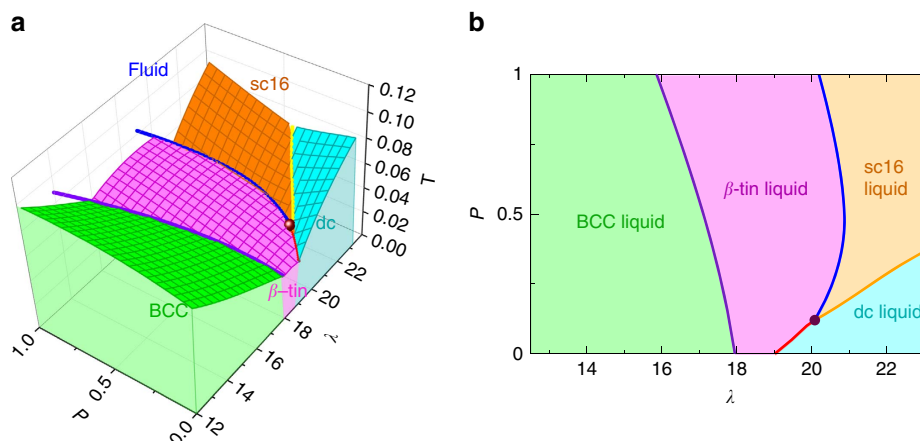 a
Fluid
sc16
0.12
0.10
0.08
0.06
0.04
0.02
0.00
T
dc
β–tin
BCC
22
20
18
16
14
12
λ
1.0
0.5
0.0
P
b
1
0.5
0
P
BCC liquid
β-tin liquid
sc16
liquid
dc liquid
14
16
18
20
22
λ